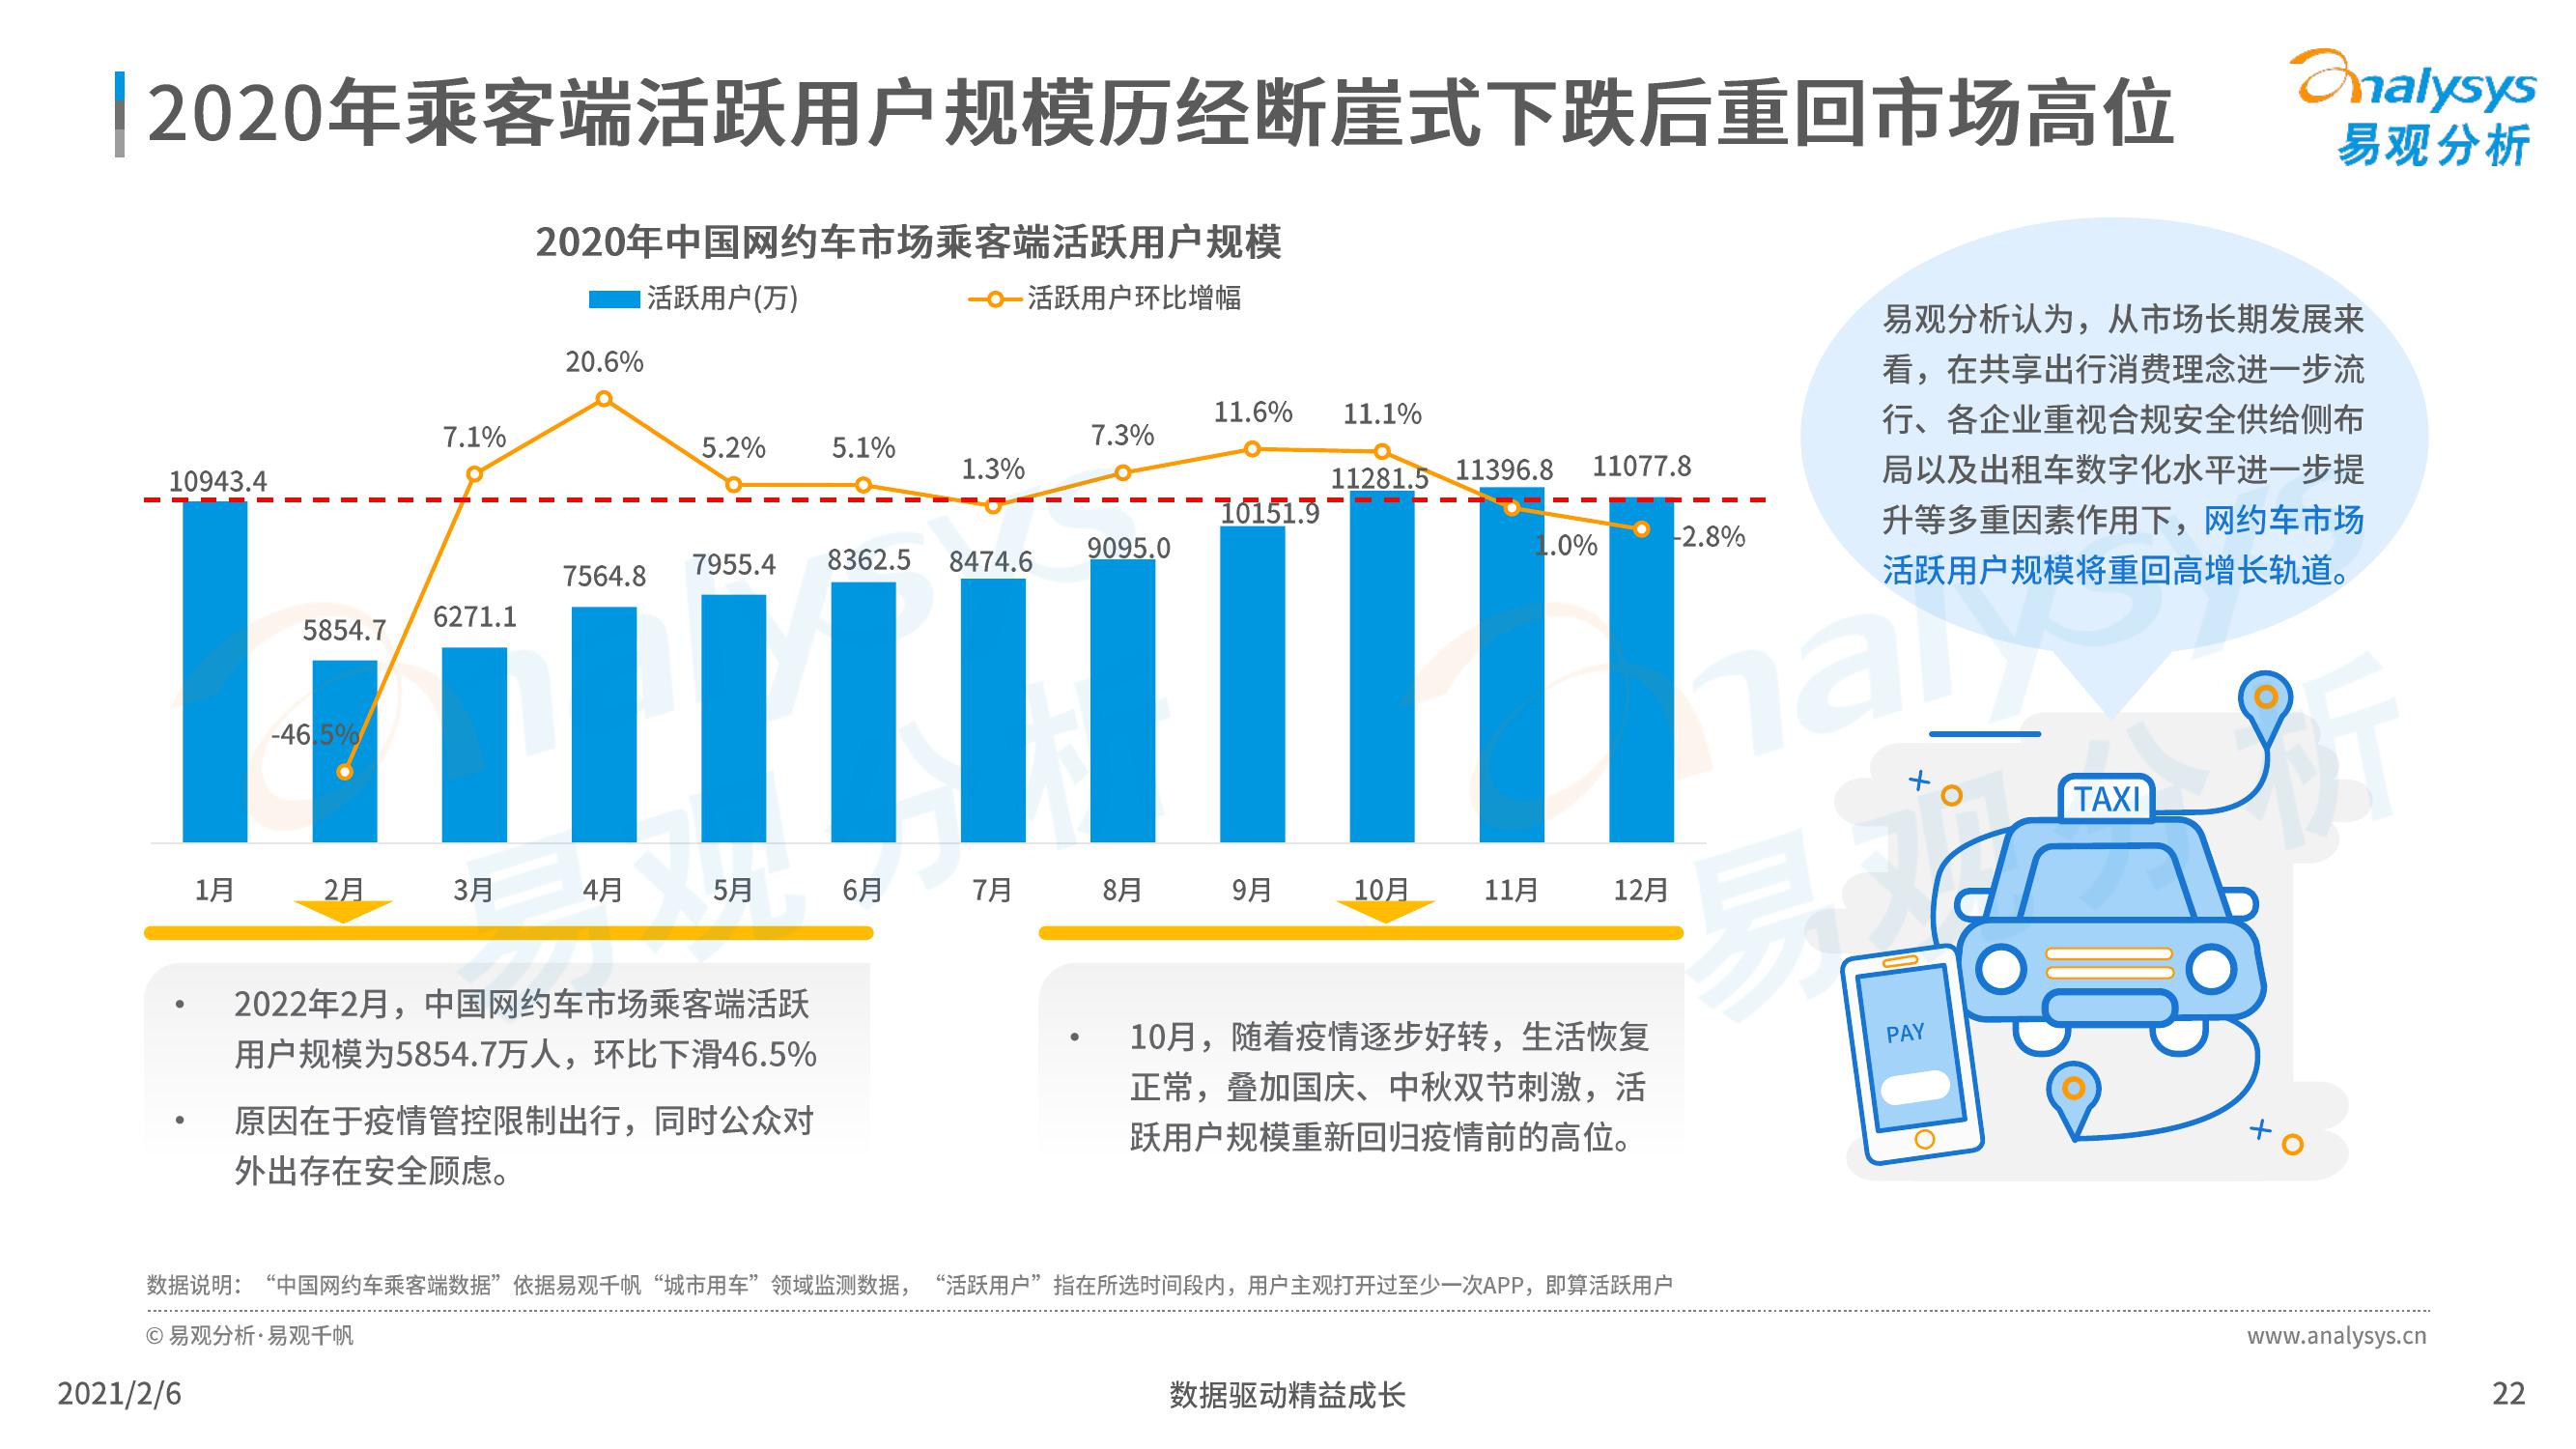 2020年乘客端活跃用户规模历经断崖式下跌后重回市场高位
analysys
易观分析
2020年中国网约车市场乘客端活跃用户规模
活跃用户(万)
活跃用户环比增幅
20.6%
7.1%
5.2%
5.1%
1.3%
7.3%
11.6%
11.1%
-46.5%
1.0%
-2.8%
10943.4
5854.7
6271.1
7564.8
7955.4
8362.5
8474.6
9095.0
10151.9
11281.5
11396.8
11077.8
1月
2月
3月
4月
5月
6月
7月
8月
9月
10月
11月
12月
• 2022年2月，中国网约车市场乘客端活跃
用户规模为5854.7万人，环比下滑46.5%
• 原因在于疫情管控限制出行，同时公众对
外出存在安全顾虑。
• 10月，随着疫情逐步好转，生活恢复
正常，叠加国庆、中秋双节刺激，活
跃用户规模重新回归疫情前的高位。
易观分析认为，从市场长期发展来
看，在共享出行消费理念进一步流
行、各企业重视合规安全供给侧布
局以及出租车数字化水平进一步提
升等多重因素作用下，网约车市场
活跃用户规模将重回高增长轨道。
TAXI
PAY
analysys
易观分析
analysys
易观分析
数据说明：“中国网约车乘客端数据”依据易观千帆“城市用车”领域监测数据，“活跃用户”指在所选时间段内，用户主观打开过至少一次APP，即算活跃用户
© 易观分析·易观千帆
www.analysys.cn
2021/2/6
数据驱动精益成长
22